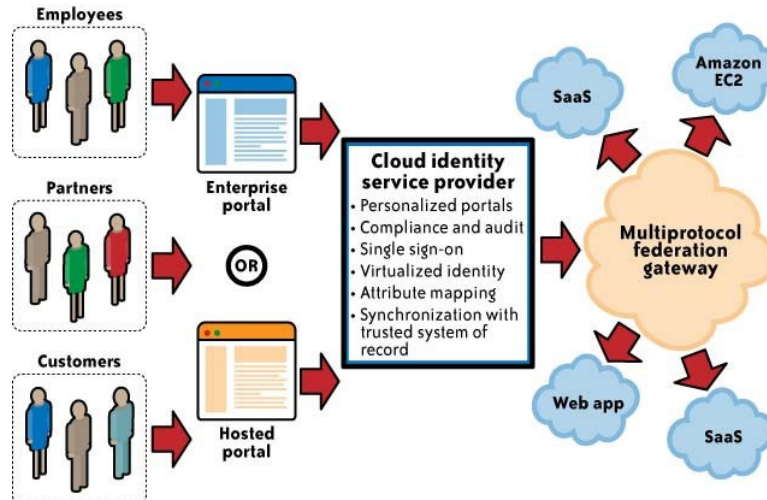 Employees
Enterprise
portal
Partners
OR
Customers
Hosted
portal
Cloud identity
service provider
• Personalized portals
• Compliance and audit
• Single sign-on
• Virtualized identity
• Attribute mapping
• Synchronization with
trusted system of
record
SaaS
Amazon
EC2
Multiprotocol
federation
gateway
Web app
SaaS